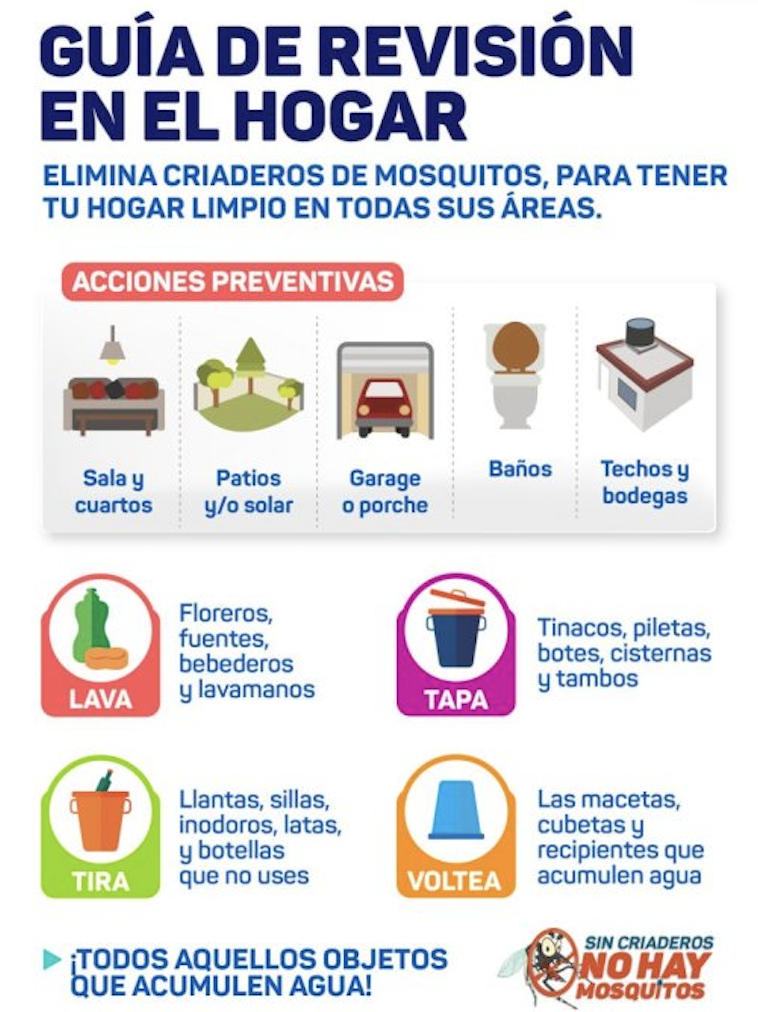 GUÍA DE REVISIÓN
EN EL HOGAR
ELIMINA CRIADEROS DE MOSQUITOS, PARA TENER
TU HOGAR LIMPIO EN TODAS SUS ÁREAS.
ACCIONES PREVENTIVAS
Sala y
cuartos
Patios
y/o solar
Garage
o porche
Baños
Techos y
bodegas
LAVA
Floreros,
fuentes,
bebederos
y lavamanos
TAPA
Tinacos, piletas,
botes, cisternas
y tambos
TIRA
Llantas, sillas,
inodoros, latas,
y botellas
que no uses
VOLTEA
Las macetas,
cubetas y
recipientes que
acumulen agua
¡TODOS AQUELLOS OBJETOS
QUE ACUMULEN AGUA!
SIN CRIADEROS
NO HAY
MOSQUITOS